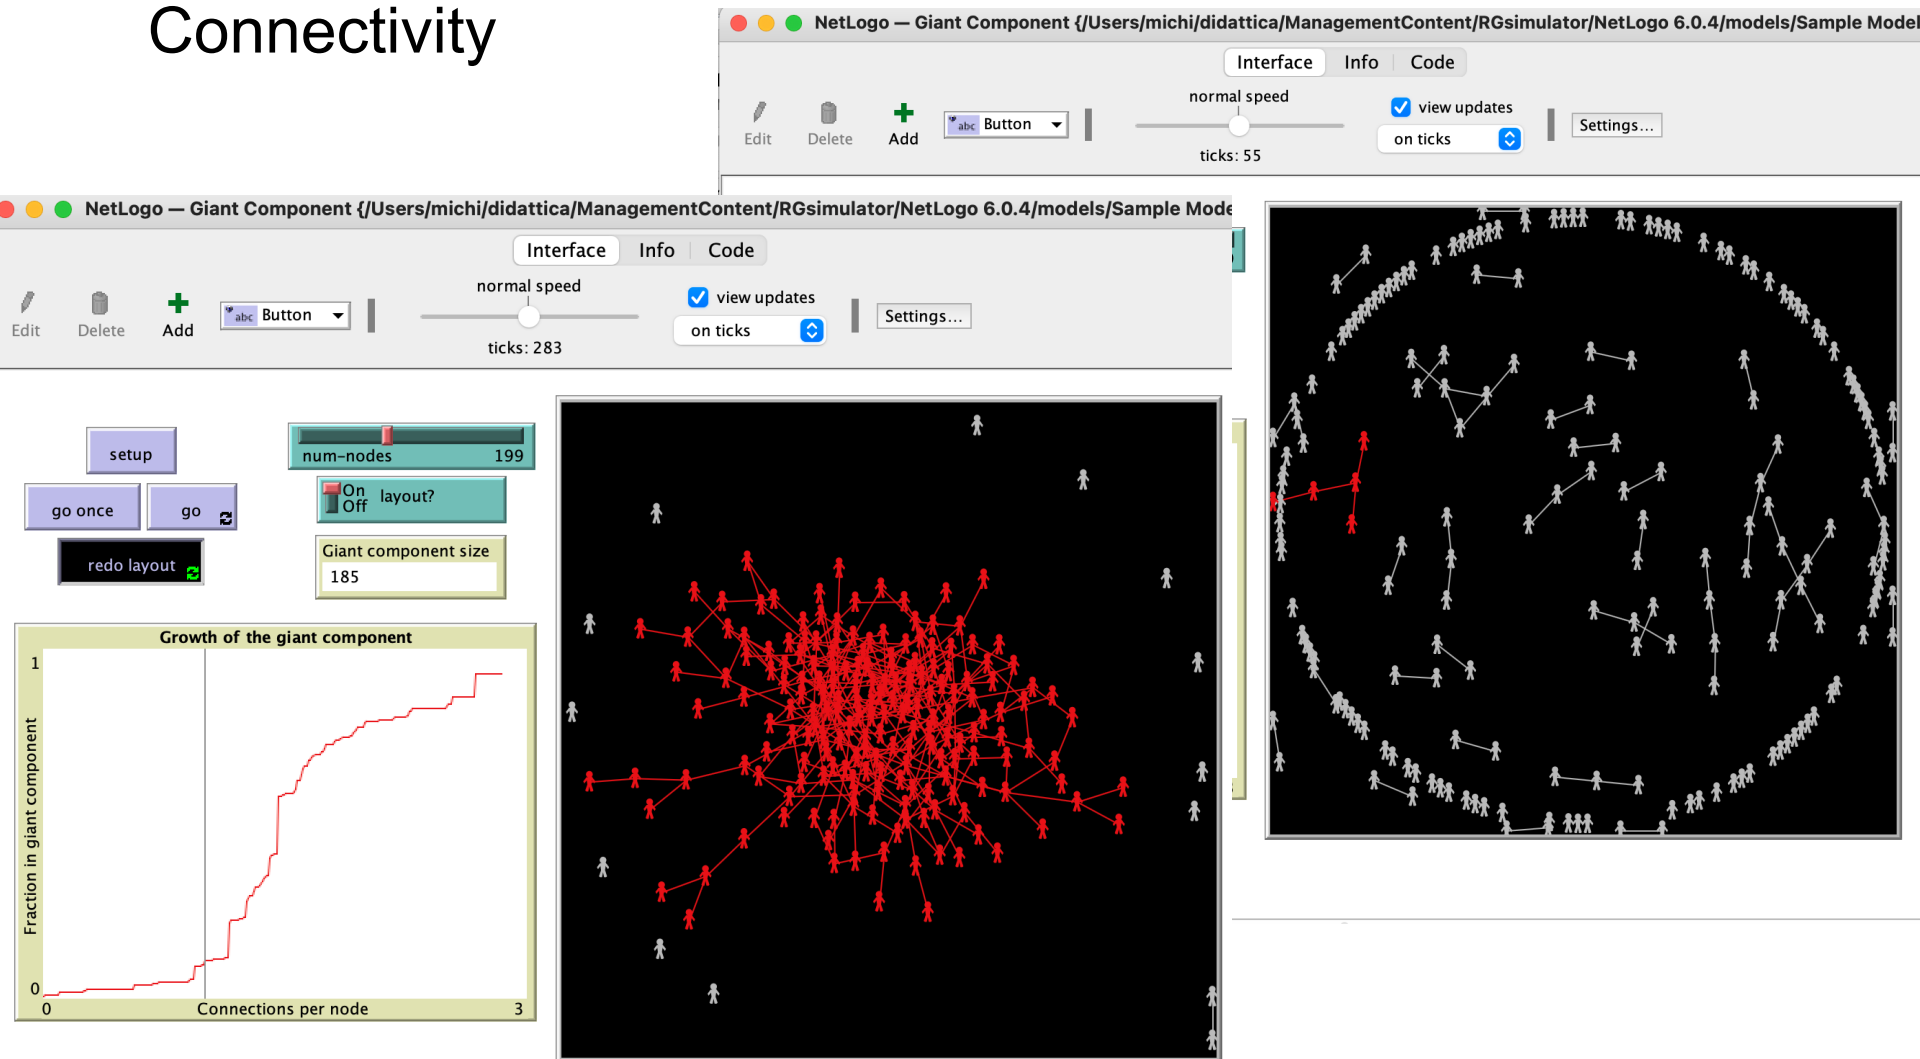 Connectivity
NetLogo — Giant Component {/Users/michi/didattica/ManagementContent/RGsimulator/NetLogo 6.0.4/models/Sample Model
Interface Info Code
Edit Delete Add abc Button
normal speed
ticks: 55
view updates
on ticks
Settings...
NetLogo — Giant Component {/Users/michi/didattica/ManagementContent/RGsimulator/NetLogo 6.0.4/models/Sample Mode
Interface Info Code
Edit Delete Add abc Button
normal speed
ticks: 283
view updates
on ticks
Settings...
setup
go once go
redo layout
num-nodes 199
On
Off
layout?
Giant component size
185
Growth of the giant component
Fraction in giant component
1
0
0 Connections per node 3